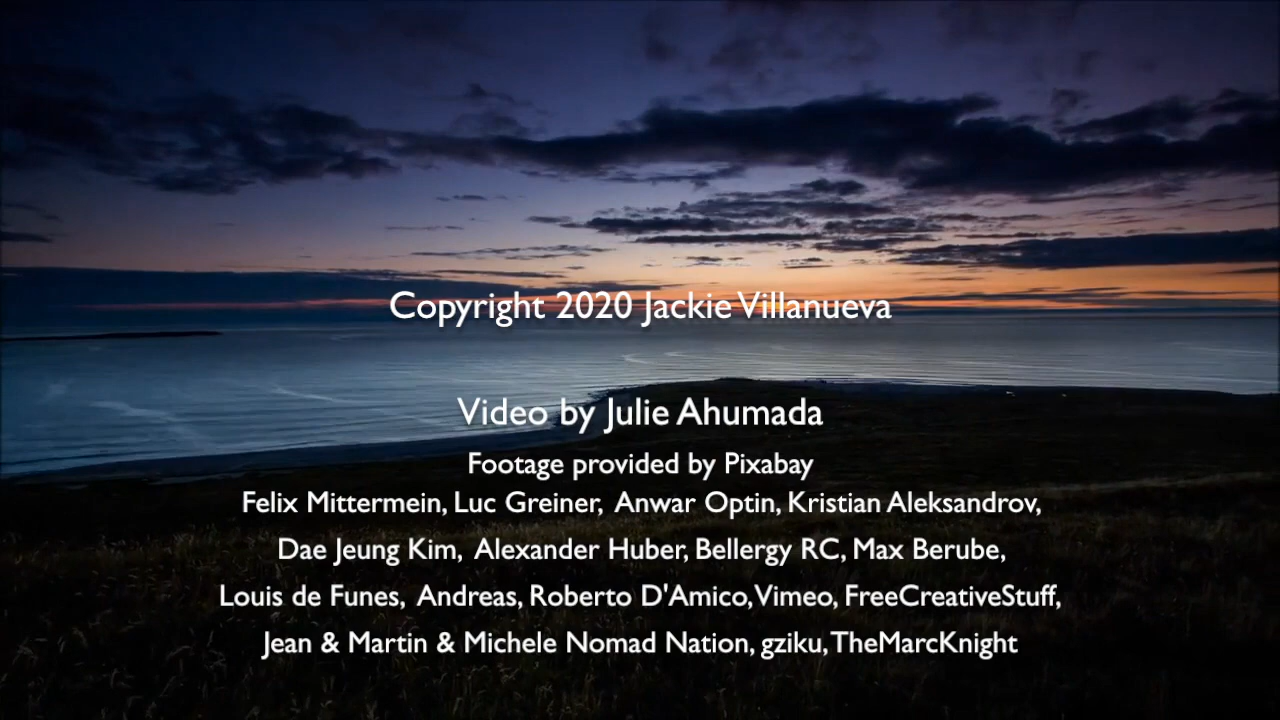 Copyright 2020 Jackie Villanueva
Video by Julie Ahumada
Footage provided by Pixabay
Felix Mittermein, Luc Greiner, Anwar Optin, Kristian Aleksandrov,
Dae Jeung Kim, Alexander Huber, Bellergy RC, Max Berube,
Louis de Funes, Andreas, Roberto D'Amico, Vimeo, FreeCreativeStuff,
Jean & Martin & Michele Nomad Nation, gziku, TheMarcKnight